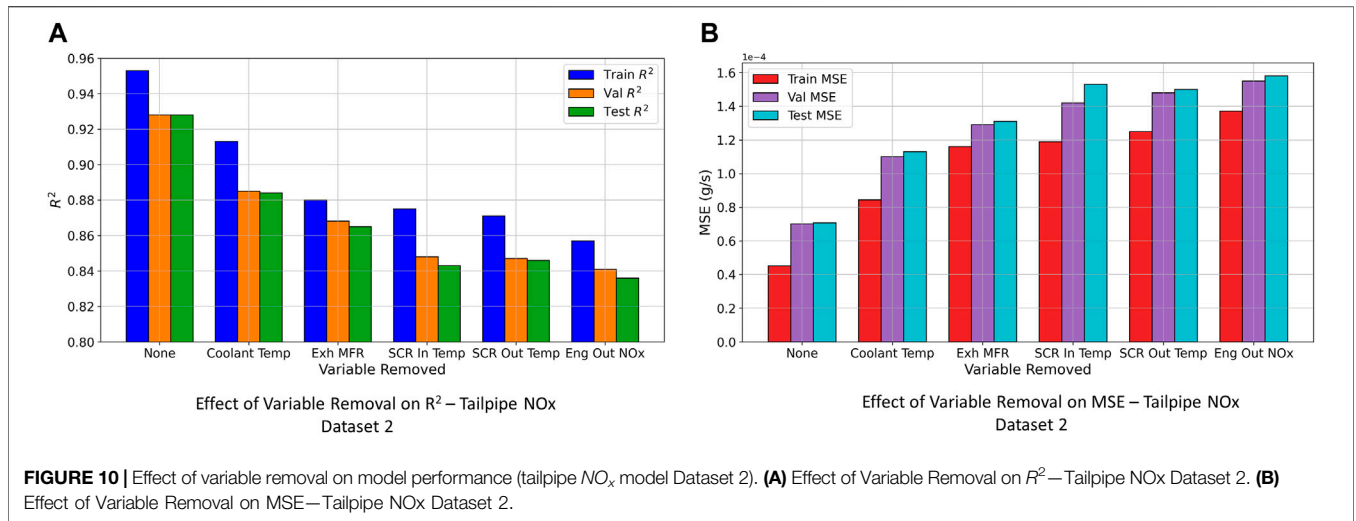 A
0.96
0.94
0.92
0.90
0.88
0.86
0.84
0.82
0.80
R²
Train R²
Val R²
Test R²
None Coolant Temp Exh MFR SCR In Temp SCR Out Temp Eng Out NOx
Variable Removed
Effect of Variable Removal on R² – Tailpipe NOx
Dataset 2
B
1e−4
1.6
1.4
1.2
1.0
0.8
0.6
0.4
0.2
0.0
MSE (g/s)
Train MSE
Val MSE
Test MSE
None Coolant Temp Exh MFR SCR In Temp SCR Out Temp Eng Out NOx
Variable Removed
Effect of Variable Removal on MSE – Tailpipe NOx
Dataset 2
FIGURE 10 | Effect of variable removal on model performance (tailpipe NOₓ model Dataset 2). (A) Effect of Variable Removal on R²—Tailpipe NOx Dataset 2. (B)
Effect of Variable Removal on MSE—Tailpipe NOx Dataset 2.